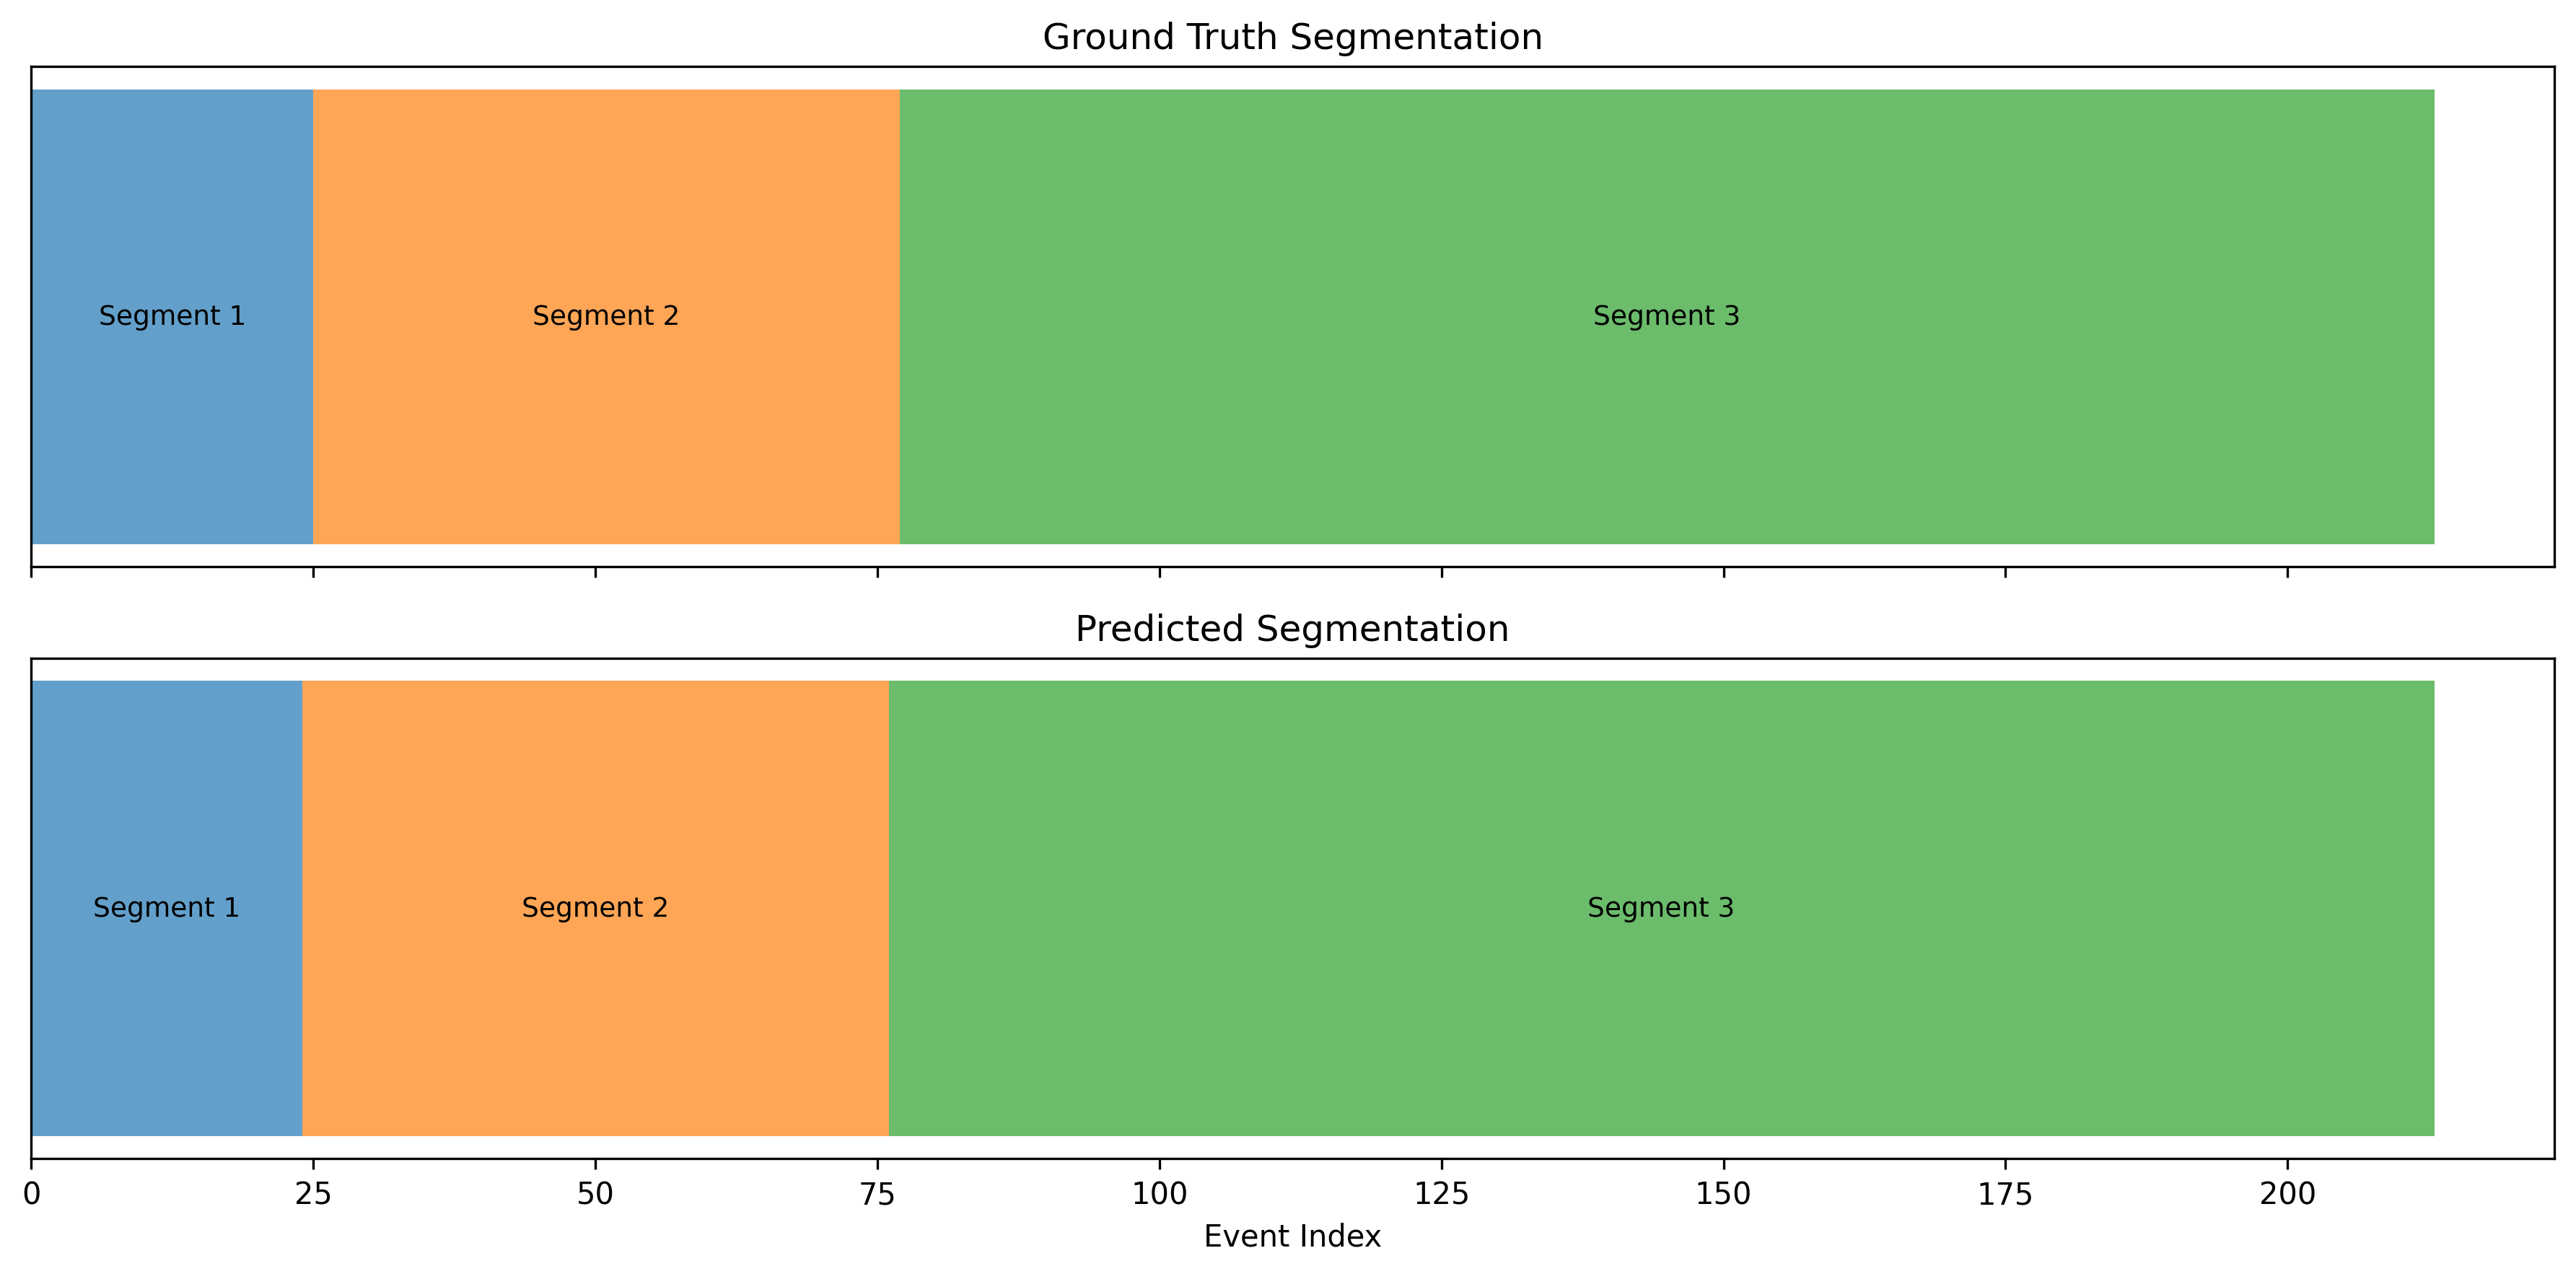 Ground Truth Segmentation
Segment 1 Segment 2 Segment 3
Predicted Segmentation
Segment 1 Segment 2 Segment 3
0 25 50 75 100 125 150 175 200
Event Index